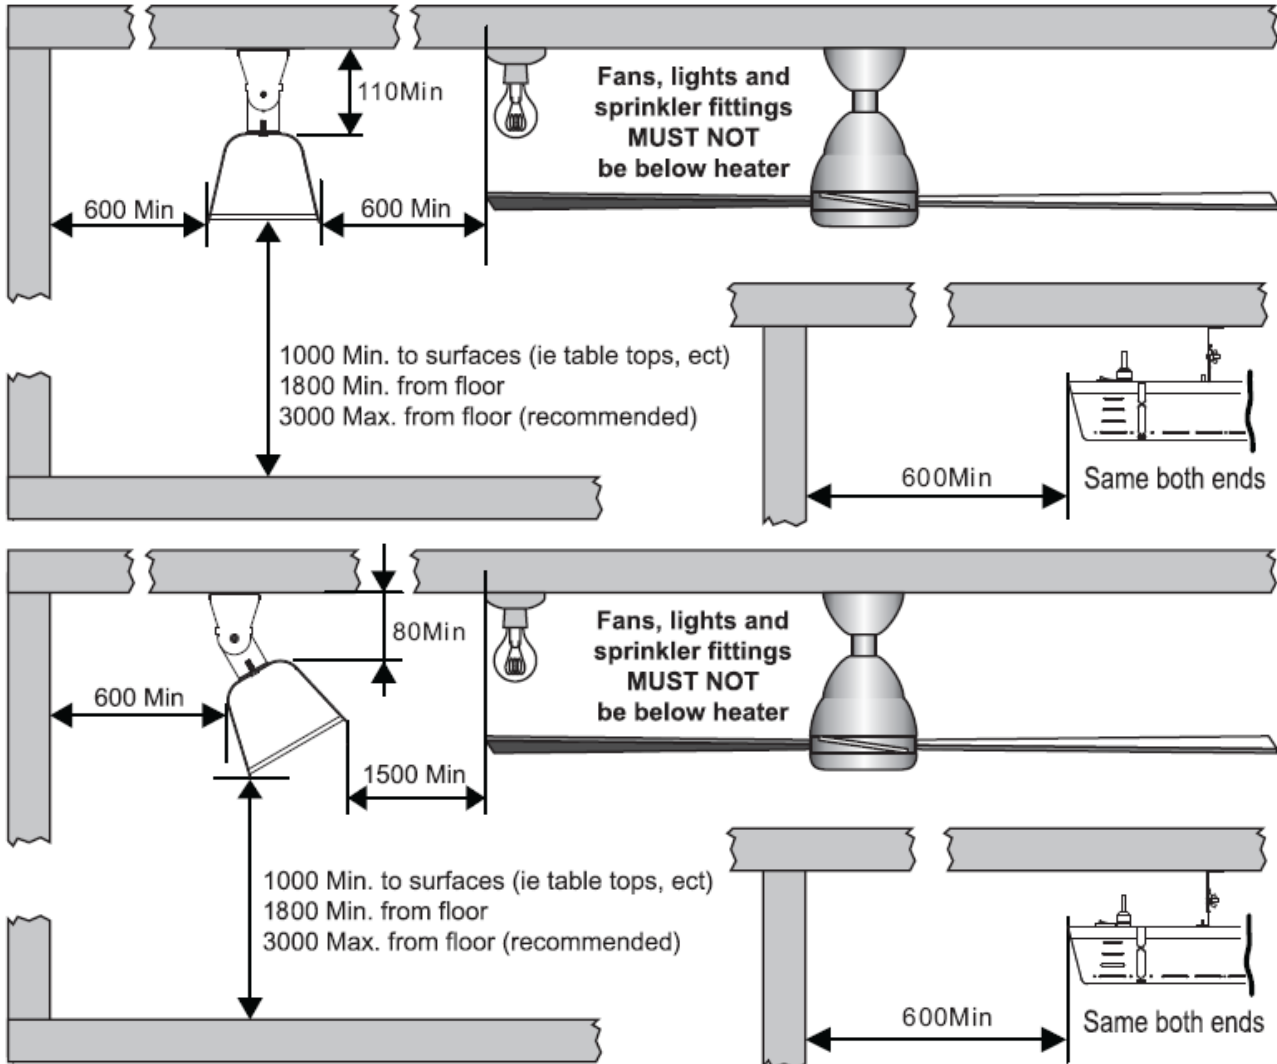 110Min
Fans, lights and
sprinkler fittings
MUST NOT
be below heater
600 Min
600 Min
1000 Min. to surfaces (ie table tops, ect)
1800 Min. from floor
3000 Max. from floor (recommended)
600Min
Same both ends
80Min
Fans, lights and
sprinkler fittings
MUST NOT
be below heater
600 Min
1500 Min
1000 Min. to surfaces (ie table tops, ect)
1800 Min. from floor
3000 Max. from floor (recommended)
600Min
Same both ends